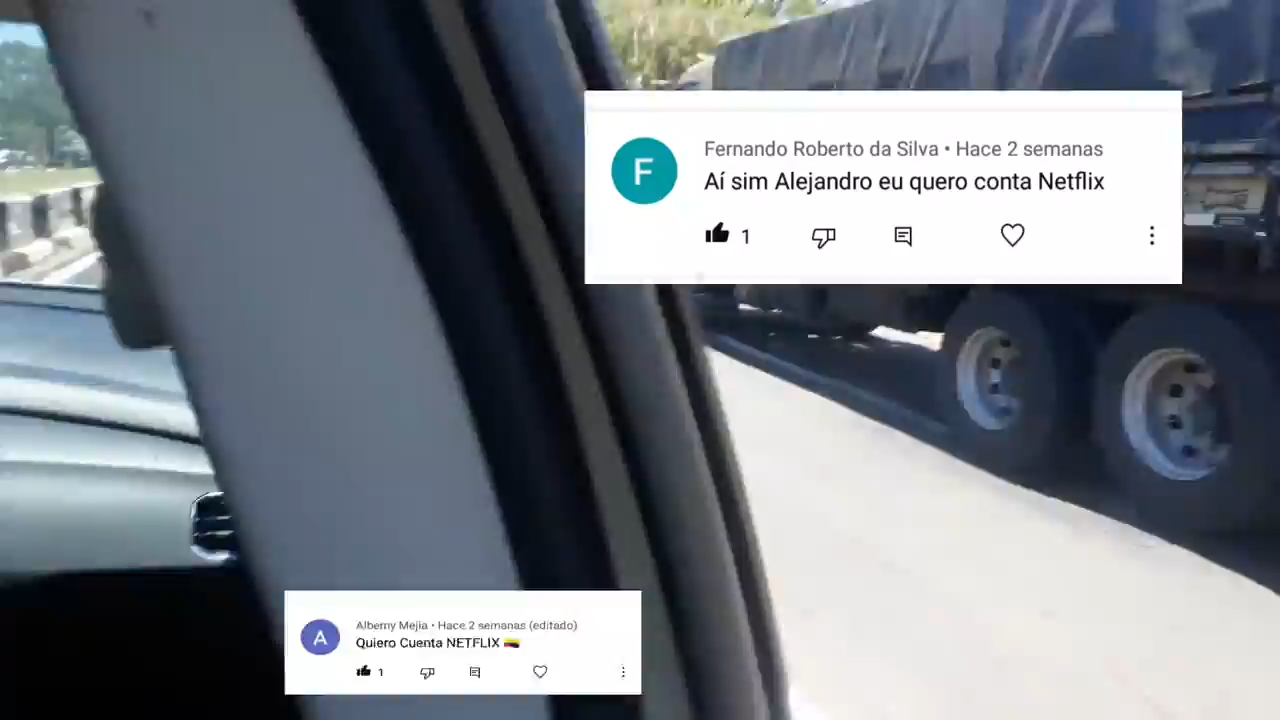 F
Fernando Roberto da Silva • Hace 2 semanas
Aí sim Alejandro eu quero conta Netflix
1
A
Alberny Mejia • Hace 2 semanas (editado)
Quiero Cuenta NETFLIX 🇨🇴
1